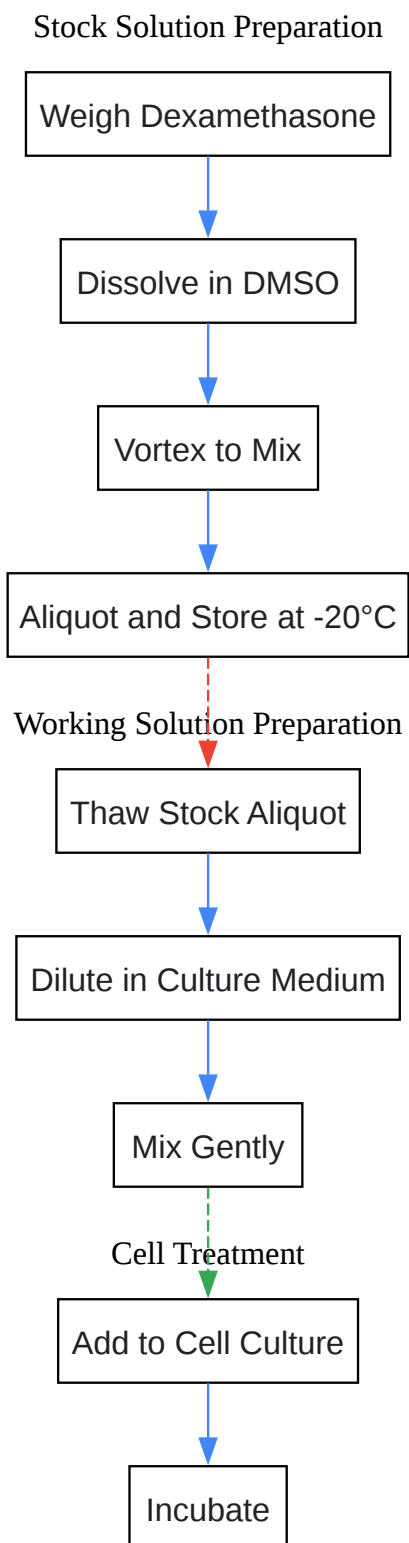 Stock Solution Preparation
Weigh Dexamethasone
Dissolve in DMSO
Vortex to Mix
Aliquot and Store at -20°C
Working Solution Preparation
Thaw Stock Aliquot
Dilute in Culture Medium
Mix Gently
Cell Treatment
Add to Cell Culture
Incubate